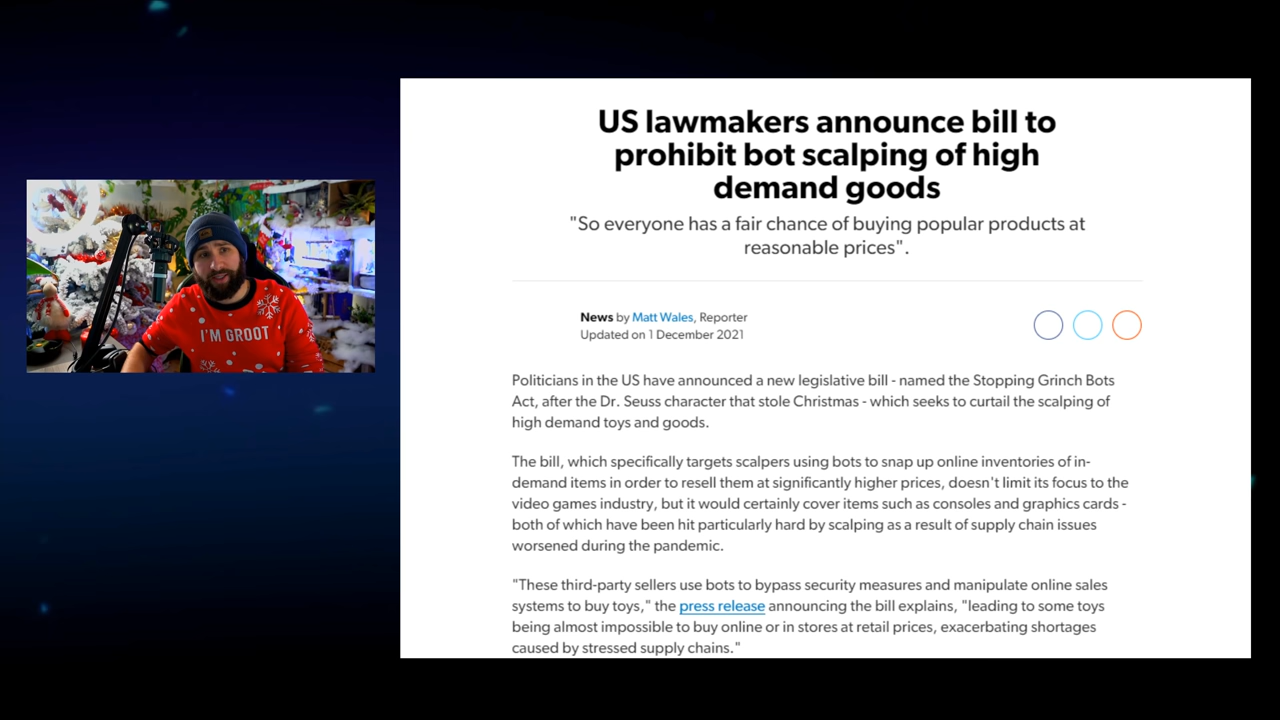 US lawmakers announce bill to
prohibit bot scalping of high
demand goods
"So everyone has a fair chance of buying popular products at
reasonable prices".
News by Matt Wales, Reporter
Updated on 1 December 2021
I'M GROOT
Politicians in the US have announced a new legislative bill - named the Stopping Grinch Bots
Act, after the Dr. Seuss character that stole Christmas - which seeks to curtail the scalping of
high demand toys and goods.
The bill, which specifically targets scalpers using bots to snap up online inventories of in-
demand items in order to resell them at significantly higher prices, doesn't limit its focus to the
video games industry, but it would certainly cover items such as consoles and graphics cards -
both of which have been hit particularly hard by scalping as a result of supply chain issues
worsened during the pandemic.
"These third-party sellers use bots to bypass security measures and manipulate online sales
systems to buy toys," the press release announcing the bill explains, "leading to some toys
being almost impossible to buy online or in stores at retail prices, exacerbating shortages
caused by stressed supply chains."